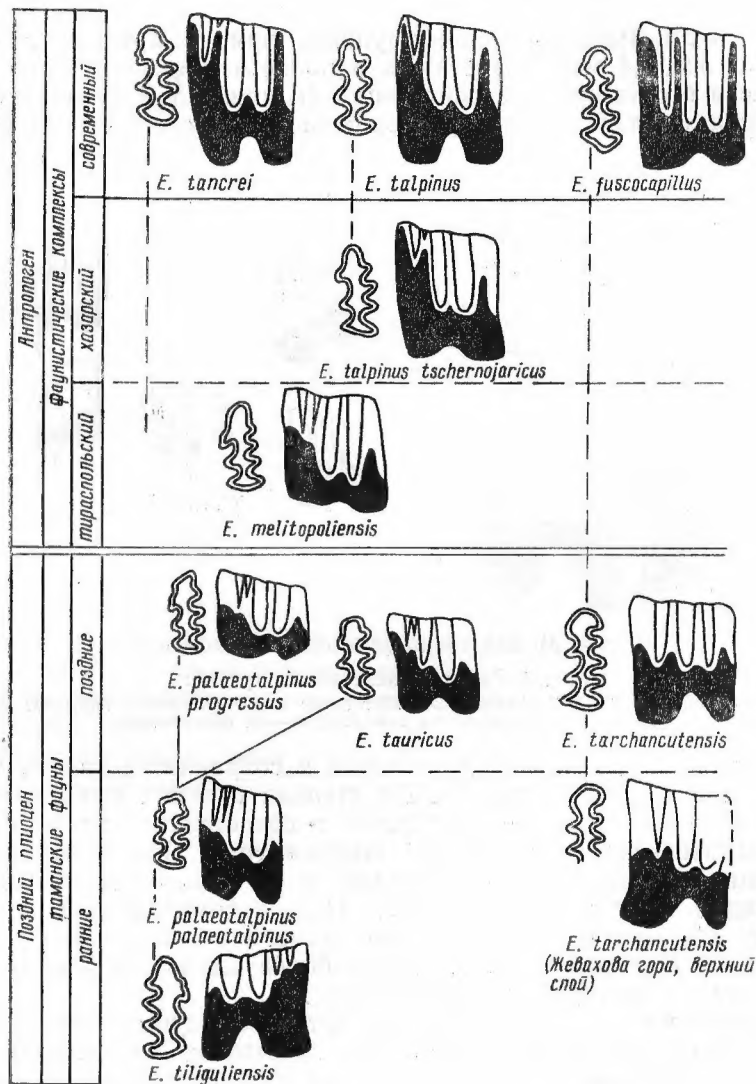 Антропоген
фаунистические комплексы
современный
E. tancrei
E. talpinus
E. fuscocapillus
хазарский
E. talpinus tschernojaricus
тираспольский
E. melitopoliensis
Поздний плиоцен
таманские фауны
поздние
E. palaeotalpinus
progressus
E. tauricus
E. tarchancutensis
ранние
E. palaeotalpinus
palaeotalpinus
E. tarchancutensis
(Жевахова гора, верхний
слой)
E. tiliguliensis